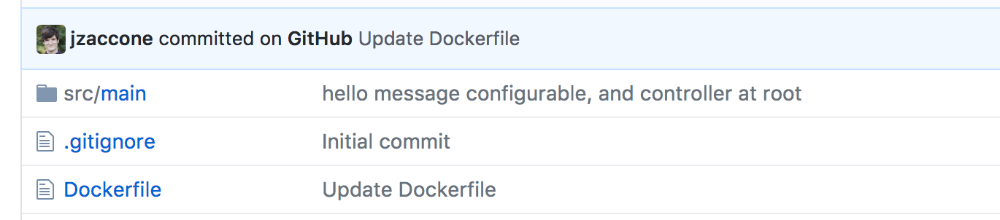 jzaccone committed on GitHub Update Dockerfile
src/main hello message configurable, and controller at root
.gitignore Initial commit
Dockerfile Update Dockerfile